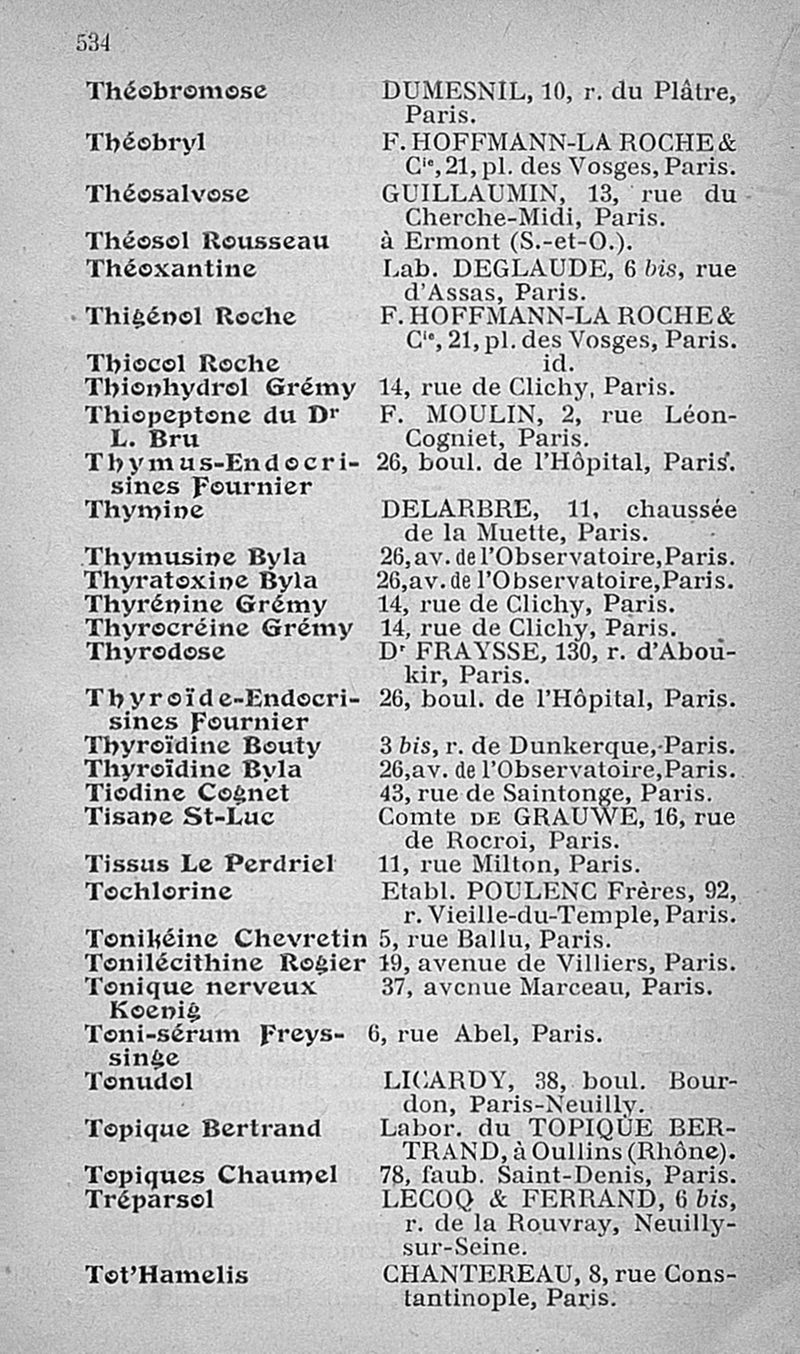 534
Théobromose DUMESNIL, 10, r. du Plâtre,
Paris.
Théobryl F. HOFFMANN-LA ROCHE &
Cie, 21, pl. des Vosges, Paris.
Théosalvose GUILLAUMIN, 13, rue du
Cherche-Midi, Paris.
Théosol Rousseau à Ermont (S.-et-O.).
Théoxantine Lab. DEGLAUDE, 6 bis, rue
d'Assas, Paris.
Thigénol Roche F. HOFFMANN-LA ROCHE &
Cie, 21, pl. des Vosges, Paris.
Thiocol Roche id.
Thionhydrol Grémy 14, rue de Clichy, Paris.
Thiopeptone du Dr F. MOULIN, 2, rue Léon-
L. Bru Cogniet, Paris.
Thymus-Endocri- 26, boul. de l'Hôpital, Paris.
sines Fournier
Thymine DELARBRE, 11, chaussée
de la Muette, Paris.
Thymusine Byla 26, av. de l'Observatoire, Paris.
Thyratoxine Byla 26, av. de l'Observatoire, Paris.
Thyrénine Grémy 14, rue de Clichy, Paris.
Thyrocréine Grémy 14, rue de Clichy, Paris.
Thyrodose Dr FRAYSSE, 130, r. d'Abou-
kir, Paris.
Thyroïde-Endocri- 26, boul. de l'Hôpital, Paris.
sines Fournier
Thyroïdine Bouty 3 bis, r. de Dunkerque, Paris.
Thyroïdine Byla 26, av. de l'Observatoire, Paris.
Tiodine Cognet 43, rue de Saintonge, Paris.
Tisane St-Luc Comte DE GRAUWE, 16, rue
de Rocroi, Paris.
Tissus Le Perdriel 11, rue Milton, Paris.
Tochlorine Etabl. POULENC Frères, 92,
r. Vieille-du-Temple, Paris.
Tonikéine Chevretin 5, rue Ballu, Paris.
Tonilécithine Rogier 19, avenue de Villiers, Paris.
Tonique nerveux 37, avenue Marceau, Paris.
Koenig
Toni-sérum Freys- 6, rue Abel, Paris.
singe
Tonudol LICARDY, 38, boul. Bour-
don, Paris-Neuilly.
Topique Bertrand Labor. du TOPIQUE BER-
TRAND, à Oullins (Rhône).
Topiques Chaumel 78, faub. Saint-Denis, Paris.
Tréparsol LECOQ & FERRAND, 6 bis,
r. de la Rouvray, Neuilly-
sur-Seine.
Tot'Hamelis CHANTEREAU, 8, rue Cons-
tantinople, Paris.